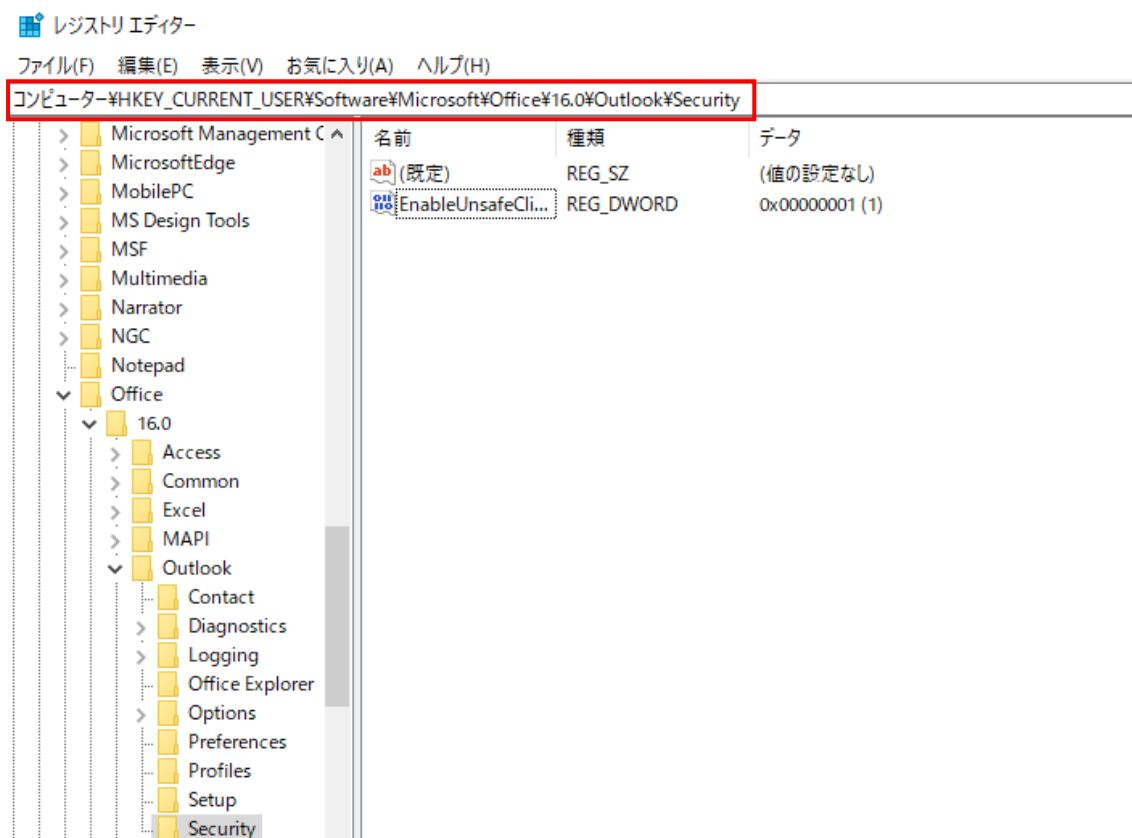 レジストリ エディター
ファイル(F) 編集(E) 表示(V) お気に入り(A) ヘルプ(H)
コンピューター¥HKEY_CURRENT_USER¥Software¥Microsoft¥Office¥16.0¥Outlook¥Security
Microsoft Management C
MicrosoftEdge
MobilePC
MS Design Tools
MSF
Multimedia
Narrator
NGC
Notepad
Office
16.0
Access
Common
Excel
MAPI
Outlook
Contact
Diagnostics
Logging
Office Explorer
Options
Preferences
Profiles
Setup
Security
名前 種類 データ
ab (既定) REG_SZ (値の設定なし)
EnableUnsafeCli... REG_DWORD 0x00000001 (1)